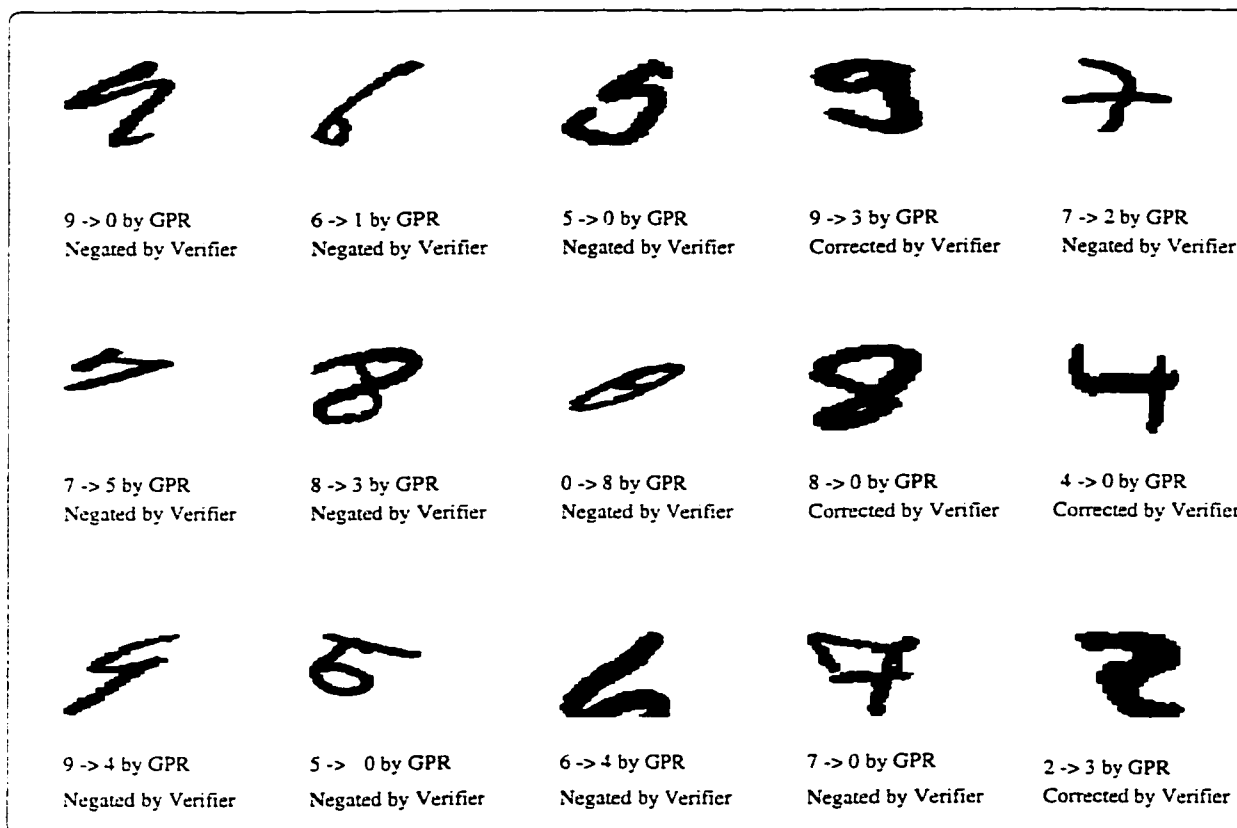 9 -> 0 by GPR
Negated by Verifier
6 -> 1 by GPR
Negated by Verifier
5 -> 0 by GPR
Negated by Verifier
9 -> 3 by GPR
Corrected by Verifier
7 -> 2 by GPR
Negated by Verifier
7 -> 5 by GPR
Negated by Verifier
8 -> 3 by GPR
Negated by Verifier
0 -> 8 by GPR
Negated by Verifier
8 -> 0 by GPR
Corrected by Verifier
4 -> 0 by GPR
Corrected by Verifier
9 -> 4 by GPR
Negated by Verifier
5 -> 0 by GPR
Negated by Verifier
6 -> 4 by GPR
Negated by Verifier
7 -> 0 by GPR
Negated by Verifier
2 -> 3 by GPR
Corrected by Verifier